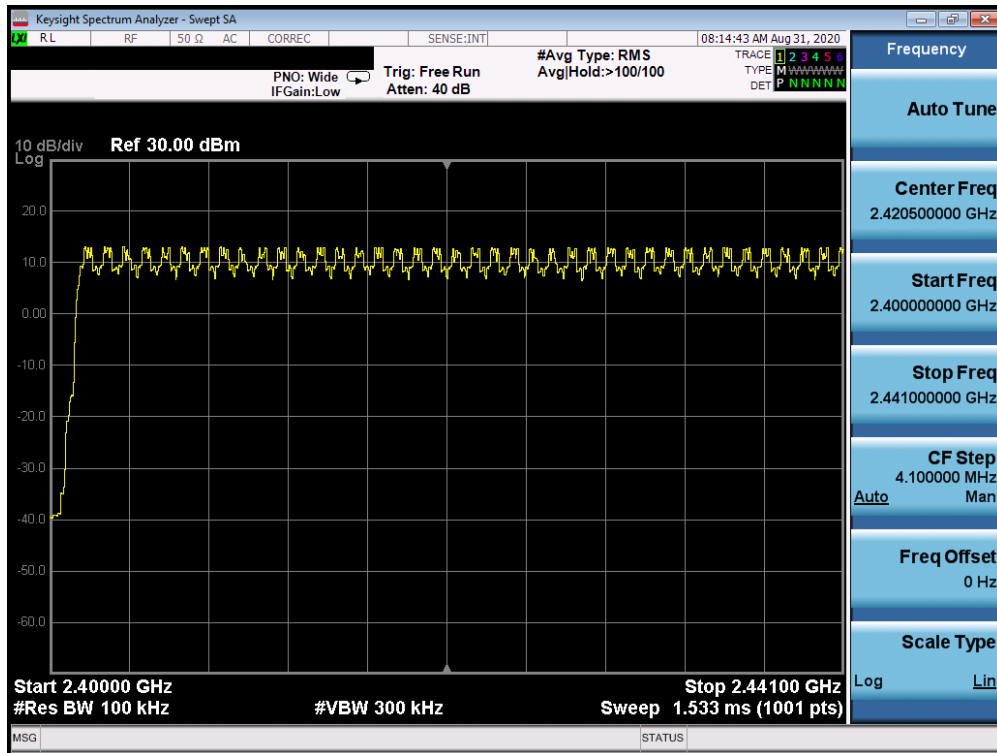 Keysight Spectrum Analyzer - Swept SA
LXI RL RF 50 Ω AC CORREC SENSE:INT 08:14:43 AM Aug 31, 2020
PNO: Wide
IFGain:Low
Trig: Free Run
Atten: 40 dB
#Avg Type: RMS
Avg|Hold:>100/100
TRACE 1 2 3 4 5 6
TYPE M WWWWW
DET P N N N N N
10 dB/div
Log
Ref 30.00 dBm
20.0
10.0
0.00
-10.0
-20.0
-30.0
-40.0
-50.0
-60.0
Start 2.40000 GHz
Stop 2.44100 GHz
#Res BW 100 kHz
#VBW 300 kHz
Sweep 1.533 ms (1001 pts)
MSG
STATUS
Frequency
Auto Tune
Center Freq
2.420500000 GHz
Start Freq
2.400000000 GHz
Stop Freq
2.441000000 GHz
CF Step
4.100000 MHz
Auto Man
Freq Offset
0 Hz
Scale Type
Log Lin